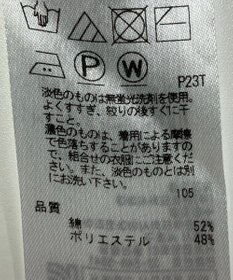 P
W
P23T
淡色のものは無蛍光洗剤を使用。
よくすすぎ、絞りの後すぐに干
すこと。
濃色のものは、着用による摩擦
で色落ちすることがありますの
で、組合せの衣服にご注意くだ
さい。また、淡色のものとは別
にお洗い下さい。
105
品質
綿 52%
ポリエステル 48%